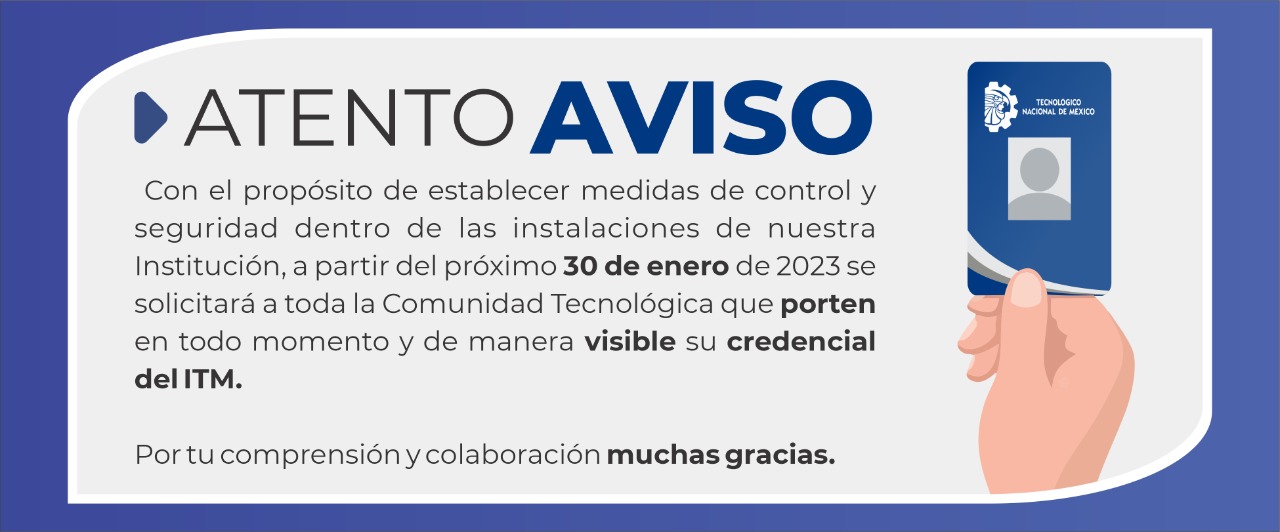 ATENTO AVISO
Con el propósito de establecer medidas de control y
seguridad dentro de las instalaciones de nuestra
Institución, a partir del próximo 30 de enero de 2023 se
solicitará a toda la Comunidad Tecnológica que porten
en todo momento y de manera visible su credencial
del ITM.
Por tu comprensión y colaboración muchas gracias.
TECNOLÓGICO
NACIONAL DE MÉXICO